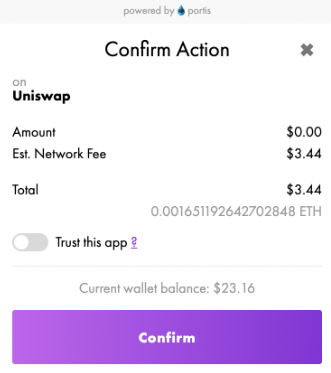 powered by portis
Confirm Action
on
Uniswap
Amount $0.00
Est. Network Fee $3.44
Total $3.44
0.001651192642702848 ETH
Trust this app ?
Current wallet balance: $23.16
Confirm